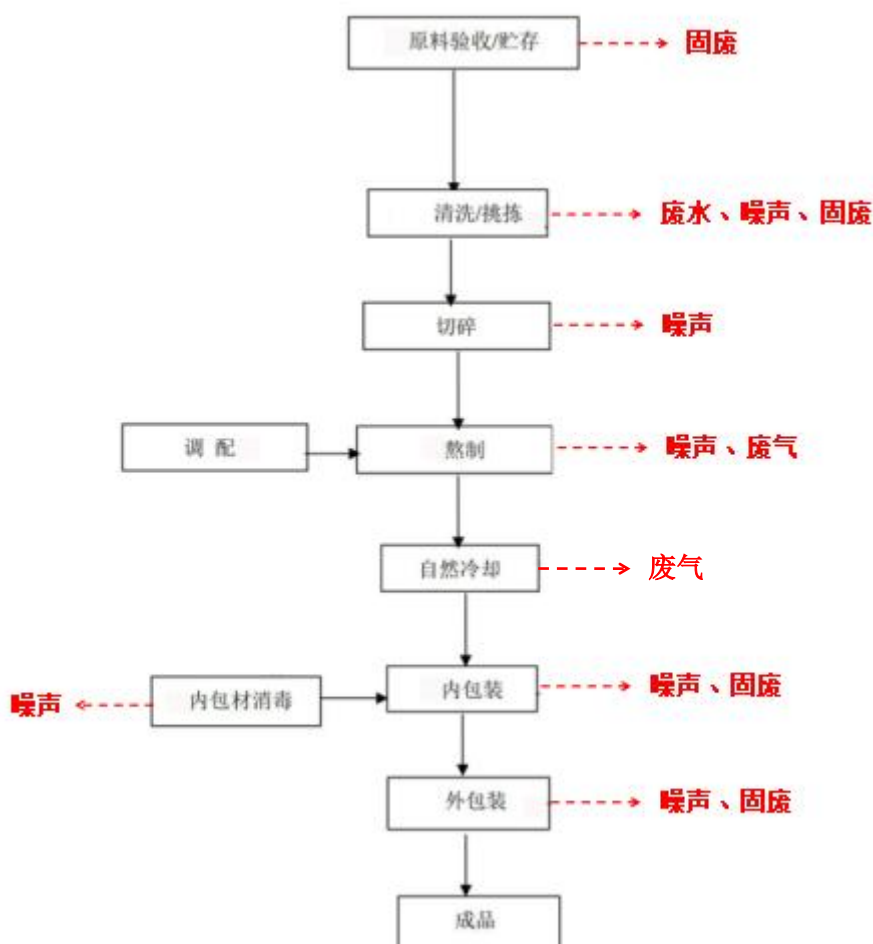 原料验收/贮存
固废
清洗/挑拣
废水、噪声、固废
切碎
噪声
调 配
熬制
噪声、废气
自然冷却
废气
噪声
内包材消毒
内包装
噪声、固废
外包装
噪声、固废
成品